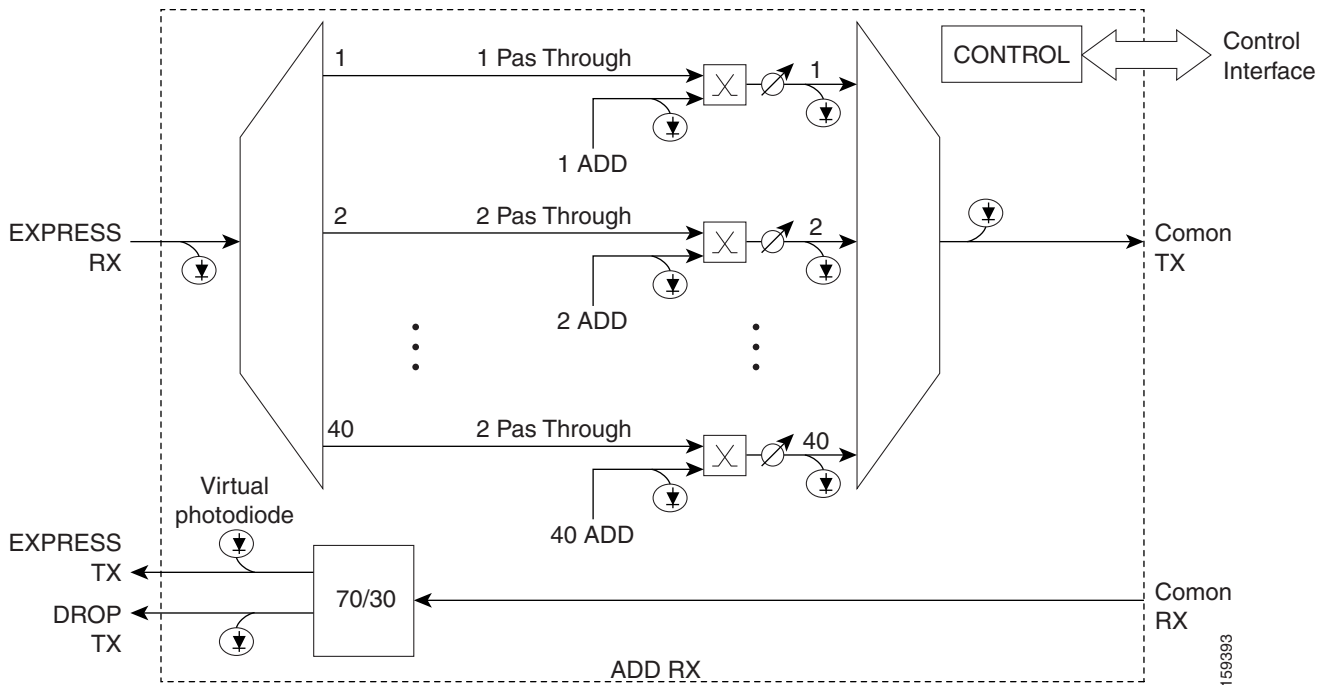 CONTROL
Control
Interface
1
1 Pas Through
1
1 ADD
2
2 Pas Through
2
2 ADD
EXPRESS
RX
Comon
TX
40
2 Pas Through
40
40 ADD
Virtual
photodiode
EXPRESS
TX
DROP
TX
70/30
Comon
RX
ADD RX
159393